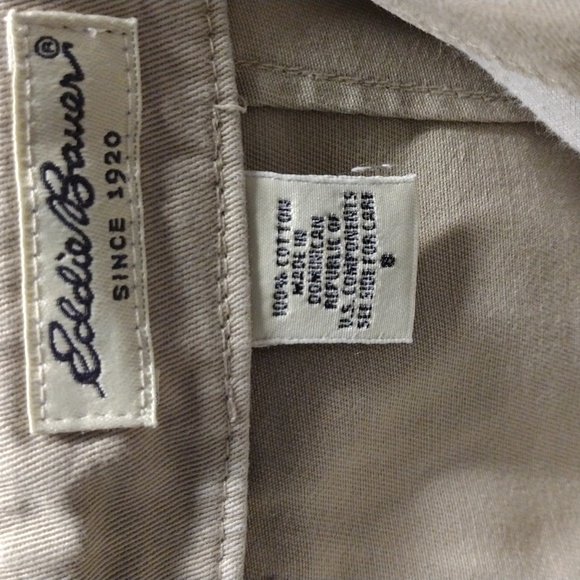 Eddie Bauer®
SINCE 1920
100% COTTON
MADE IN
DOMINICAN
REPUBLIC OF
U.S. COMPONENTS
SEE SIDE FOR CARE
8